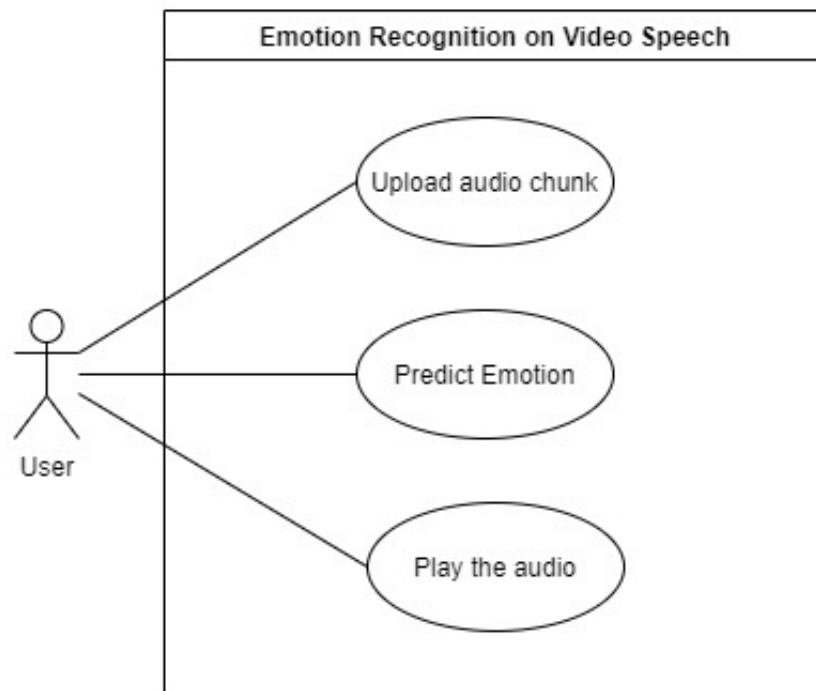 Emotion Recognition on Video Speech
Upload audio chunk
Predict Emotion
User
Play the audio